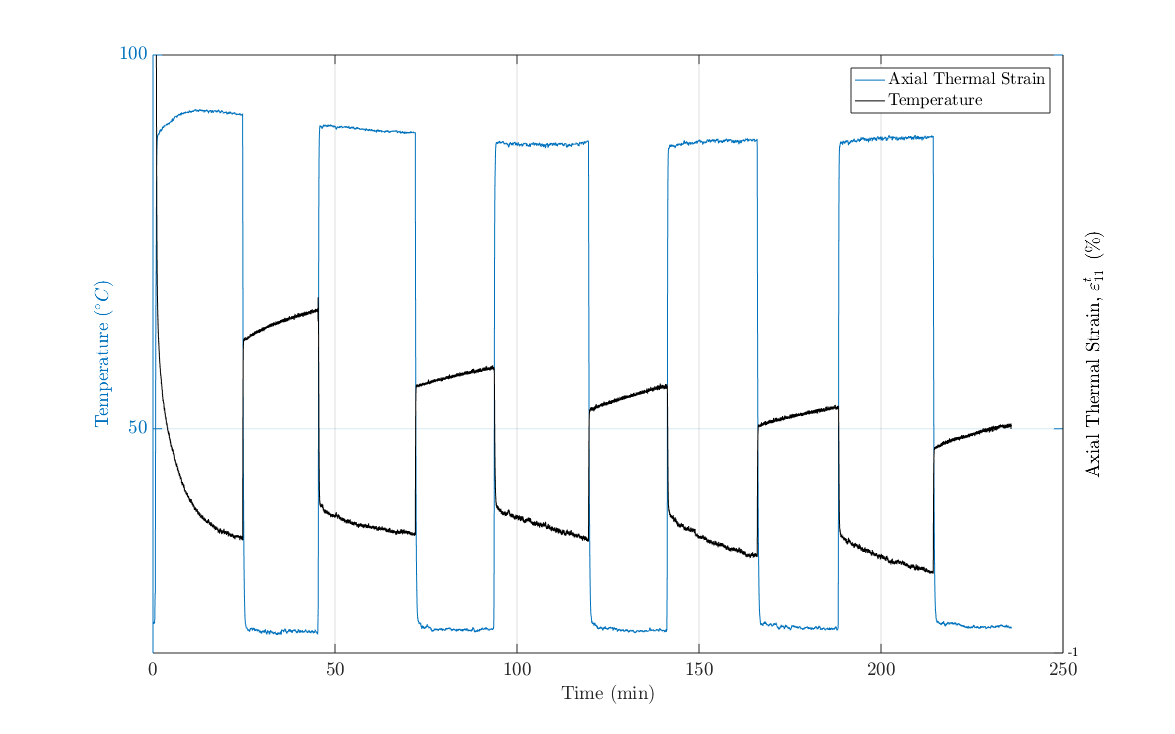 100
Axial Thermal Strain
Temperature
Temperature (°C)
Axial Thermal Strain, ε^t_11 (%)
50
-1
0
50
100
150
200
250
Time (min)